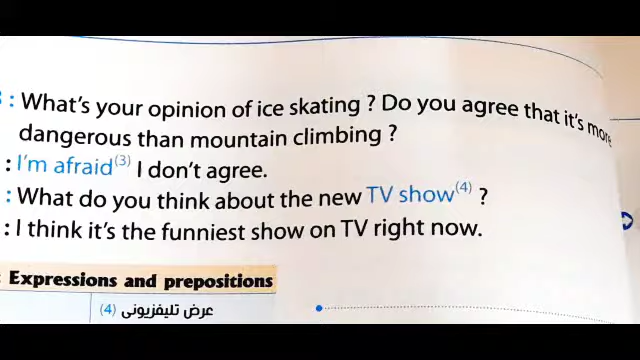 : What's your opinion of ice skating ? Do you agree that it's more
dangerous than mountain climbing ?
: I'm afraid(3) I don't agree.
: What do you think about the new TV show(4) ?
: I think it's the funniest show on TV right now.
Expressions and prepositions
(4) عرض تليفزيونى